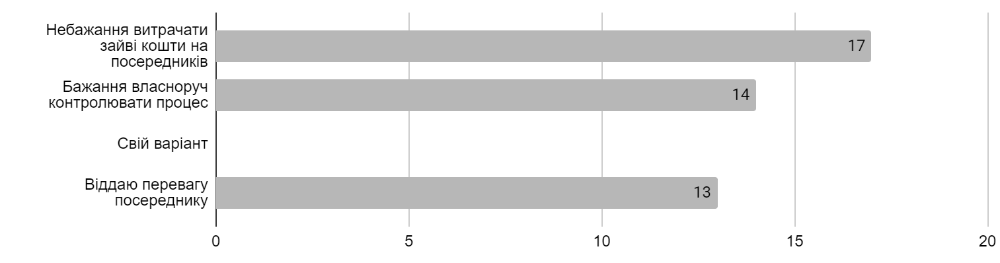 Небажання витрачати
зайві кошти на
посередників
17
Бажання власноруч
контролювати процес
14
Свій варіант
Віддаю перевагу
посереднику
13
0 5 10 15 20